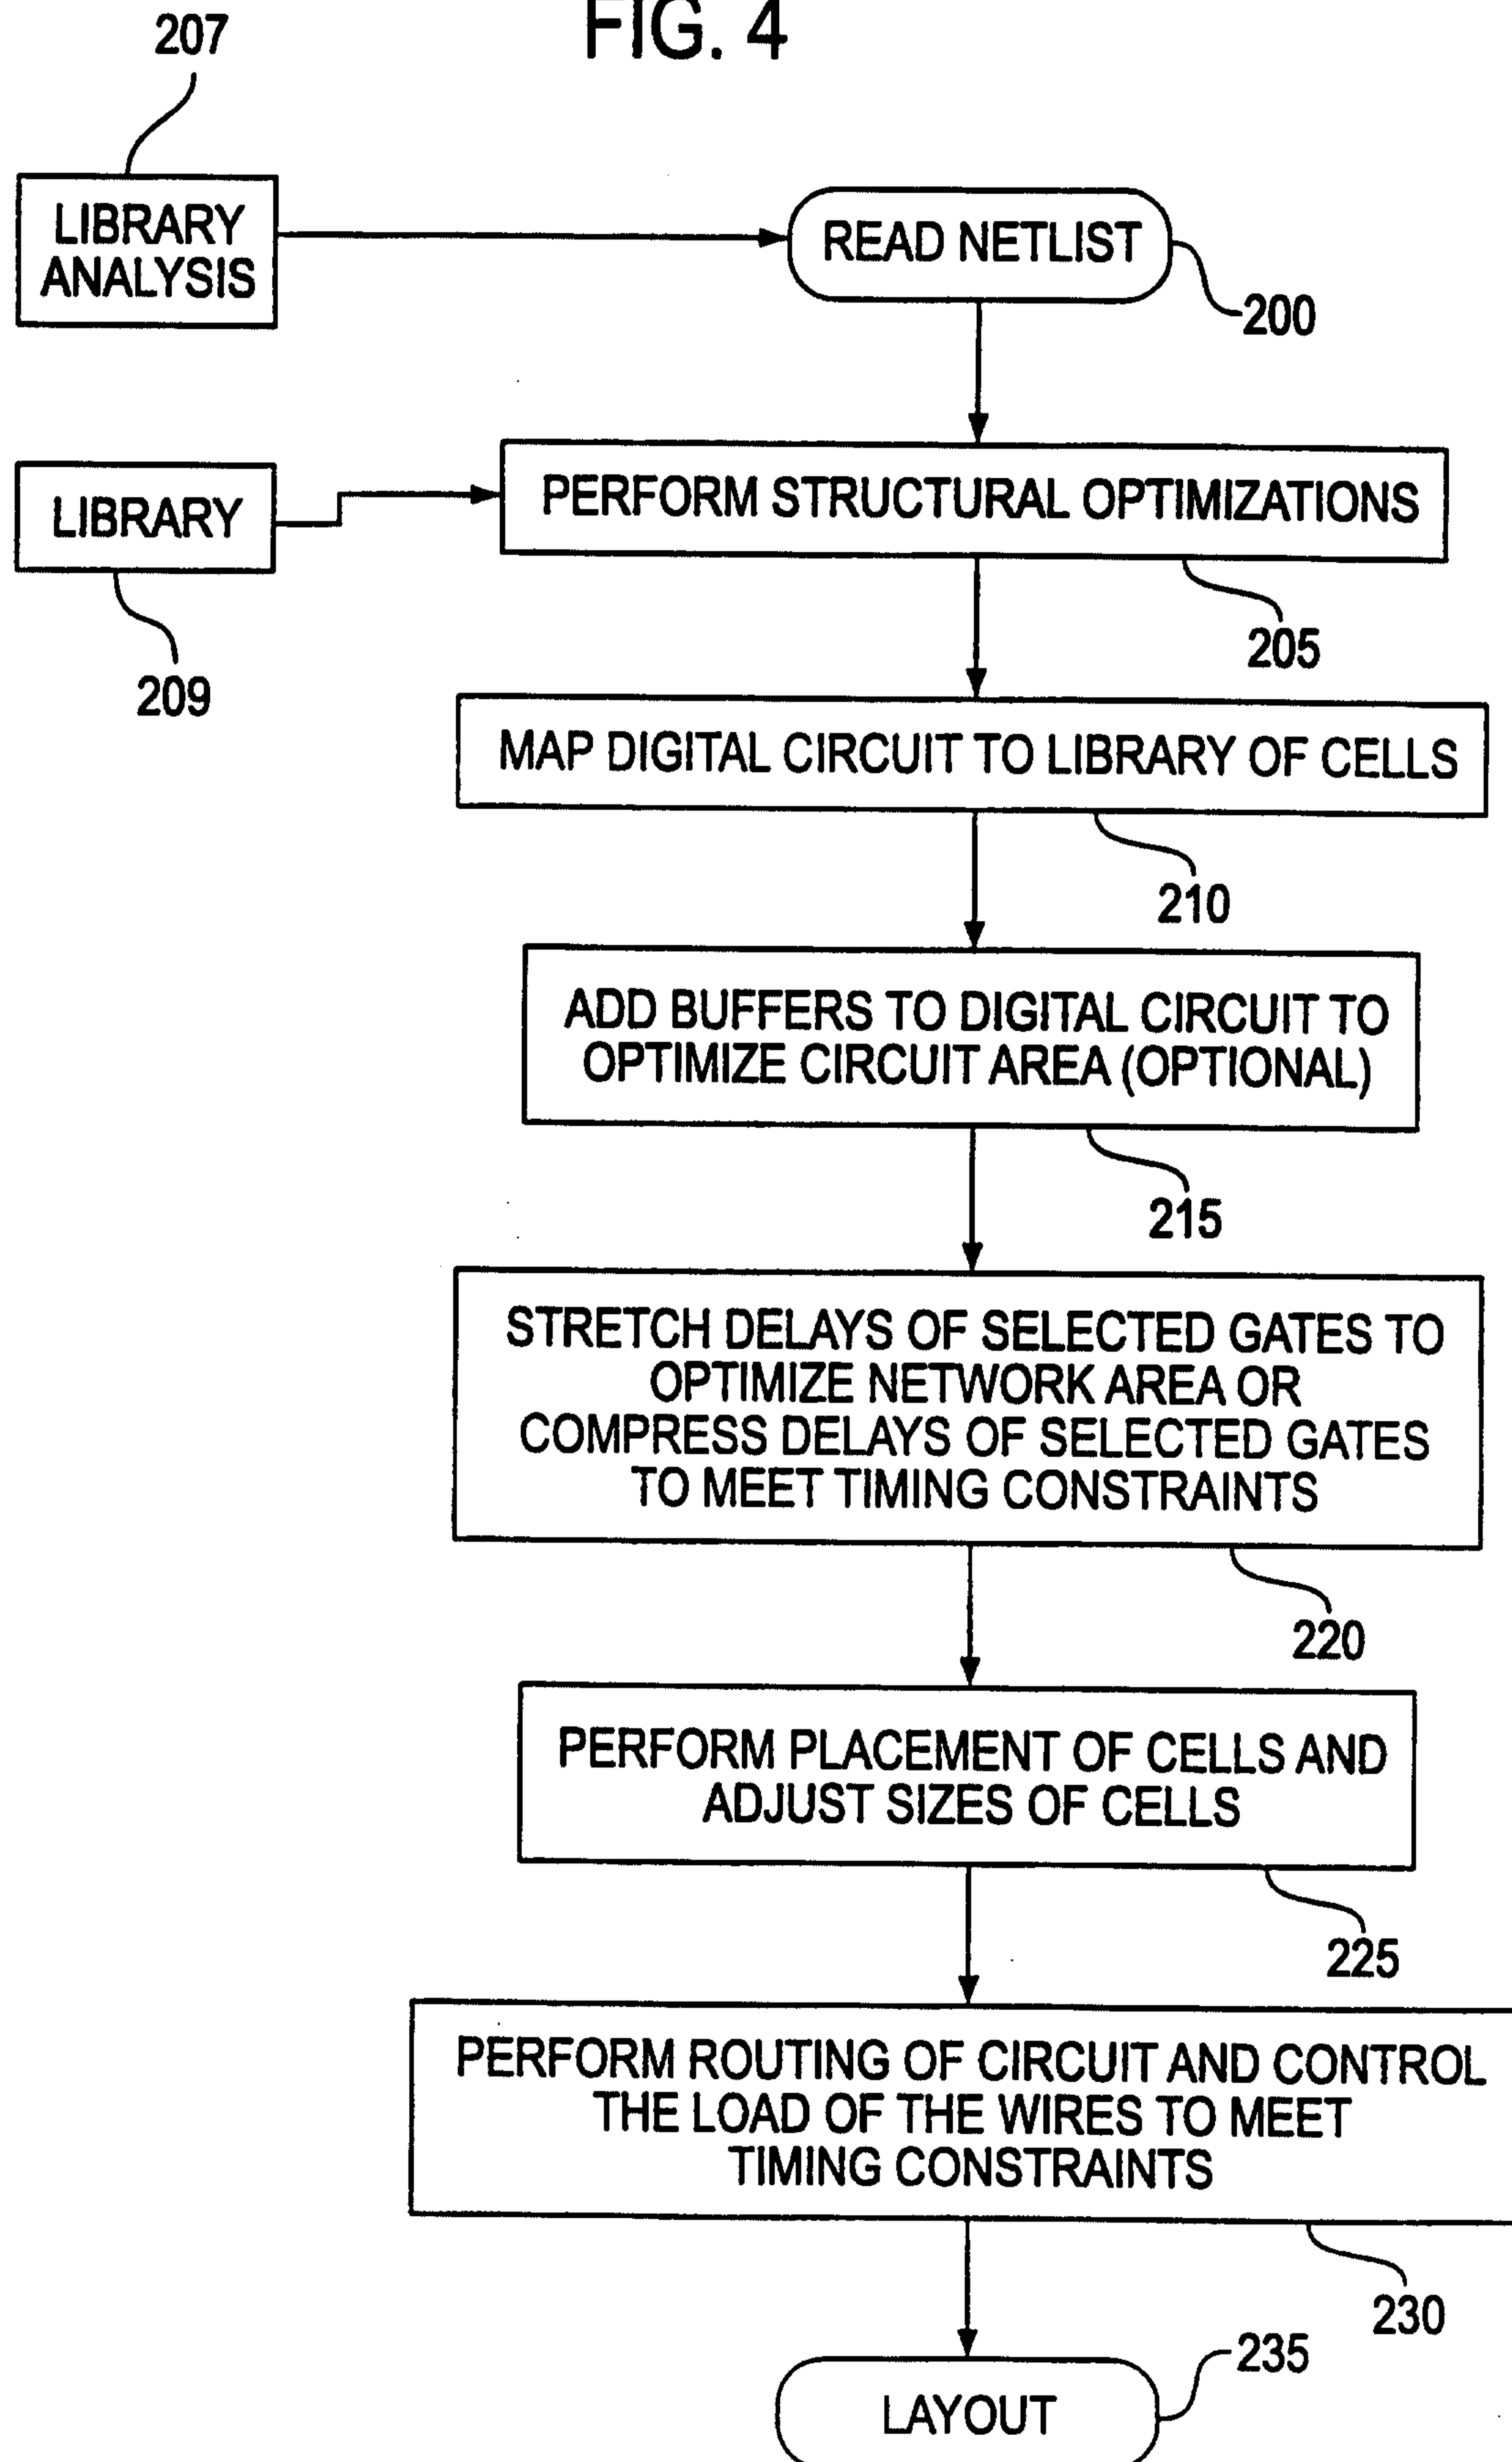 FIG. 4
207
LIBRARY
ANALYSIS
READ NETLIST
200
LIBRARY
209
PERFORM STRUCTURAL OPTIMIZATIONS
205
MAP DIGITAL CIRCUIT TO LIBRARY OF CELLS
210
ADD BUFFERS TO DIGITAL CIRCUIT TO
OPTIMIZE CIRCUIT AREA (OPTIONAL)
215
STRETCH DELAYS OF SELECTED GATES TO
OPTIMIZE NETWORK AREA OR
COMPRESS DELAYS OF SELECTED GATES
TO MEET TIMING CONSTRAINTS
220
PERFORM PLACEMENT OF CELLS AND
ADJUST SIZES OF CELLS
225
PERFORM ROUTING OF CIRCUIT AND CONTROL
THE LOAD OF THE WIRES TO MEET
TIMING CONSTRAINTS
230
235
LAYOUT